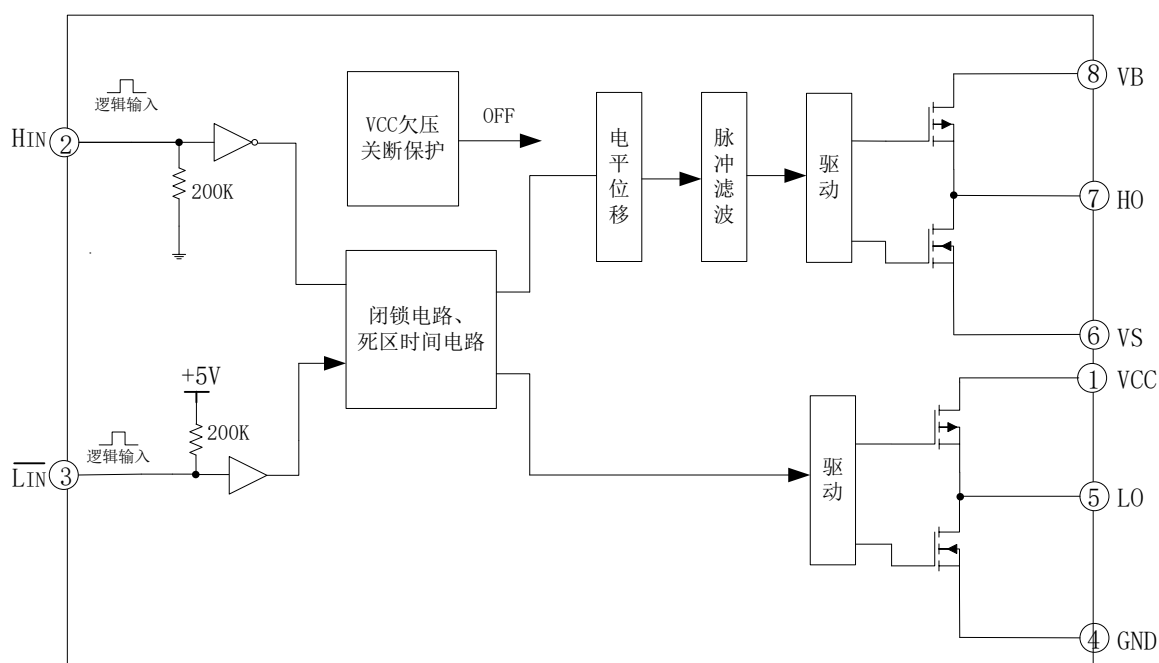 逻辑输入
HIN
2
200K
VCC欠压
关断保护
OFF
电平位移
脉冲滤波
驱动
8 VB
7 HO
6 VS
闭锁电路、
死区时间电路
+5V
200K
逻辑输入
LIN
3
驱动
1 VCC
5 LO
4 GND